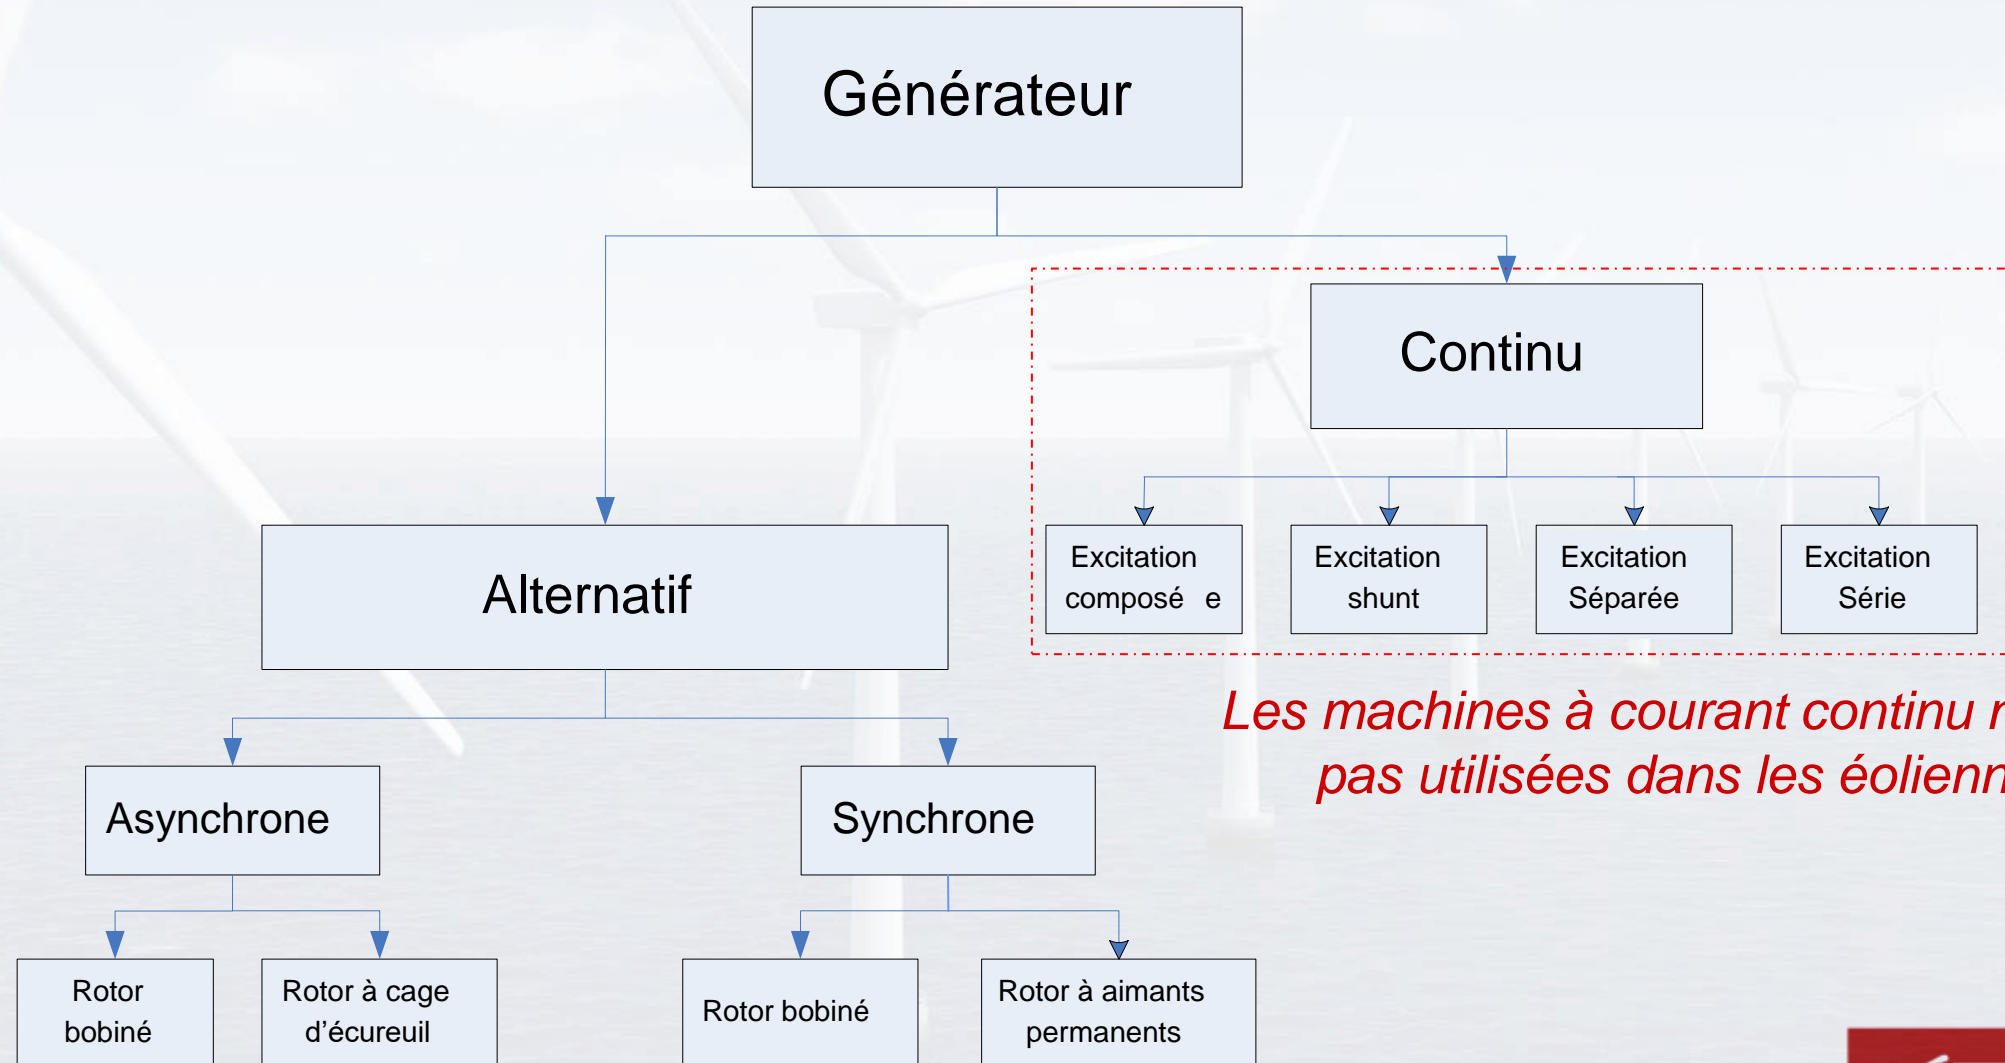 Générateur
Continu
Excitation
composé e
Excitation
shunt
Excitation
Séparée
Excitation
Série
Alternatif
Les machines à courant continu
pas utilisées dans les
Asynchrone
Synchrone
Rotor
bobiné
Rotor à cage
d'écureuil
Rotor bobiné
Rotor à aimants
permanents